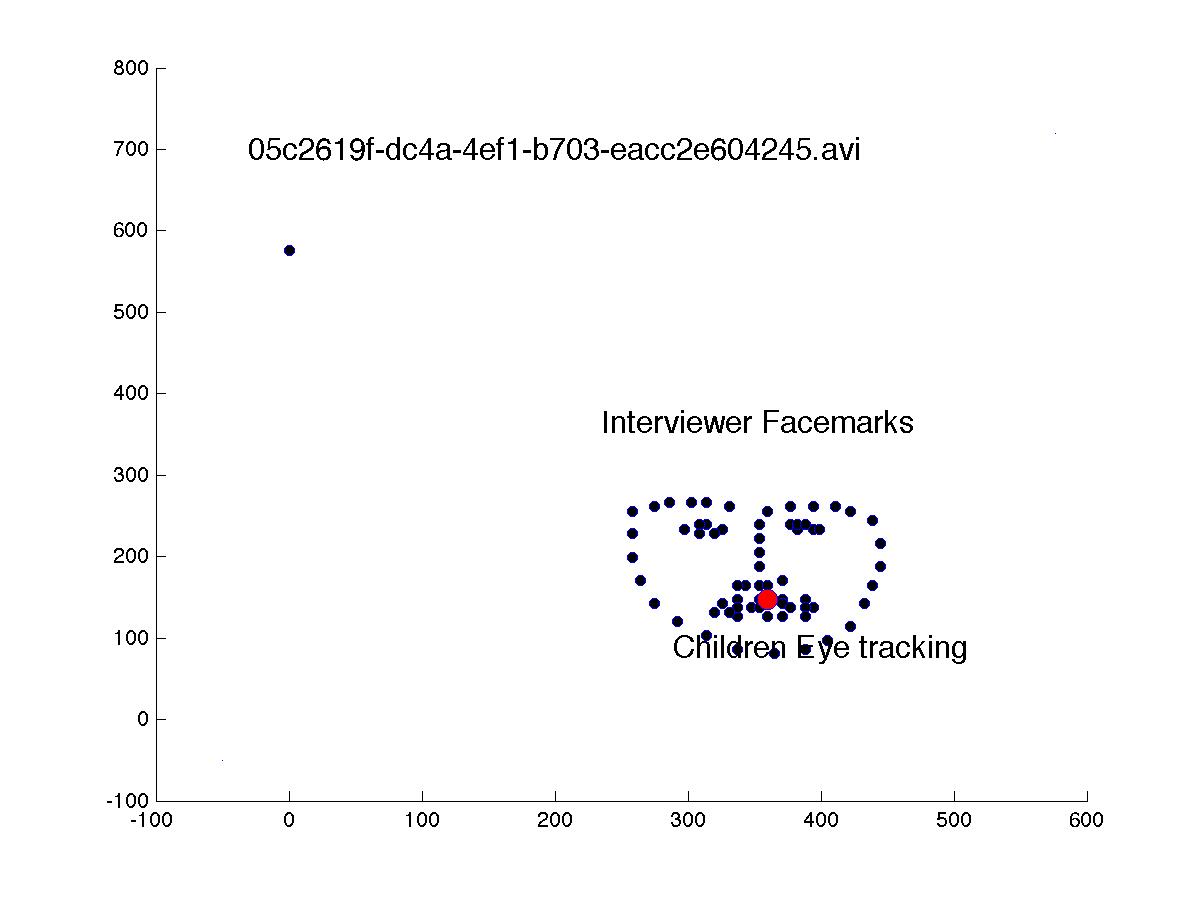 800
700
05c2619f-dc4a-4ef1-b703-eacc2e604245.avi
600
500
400
Interviewer Facemarks
300
200
100
Children Eye tracking
0
-100
-100 0 100 200 300 400 500 600